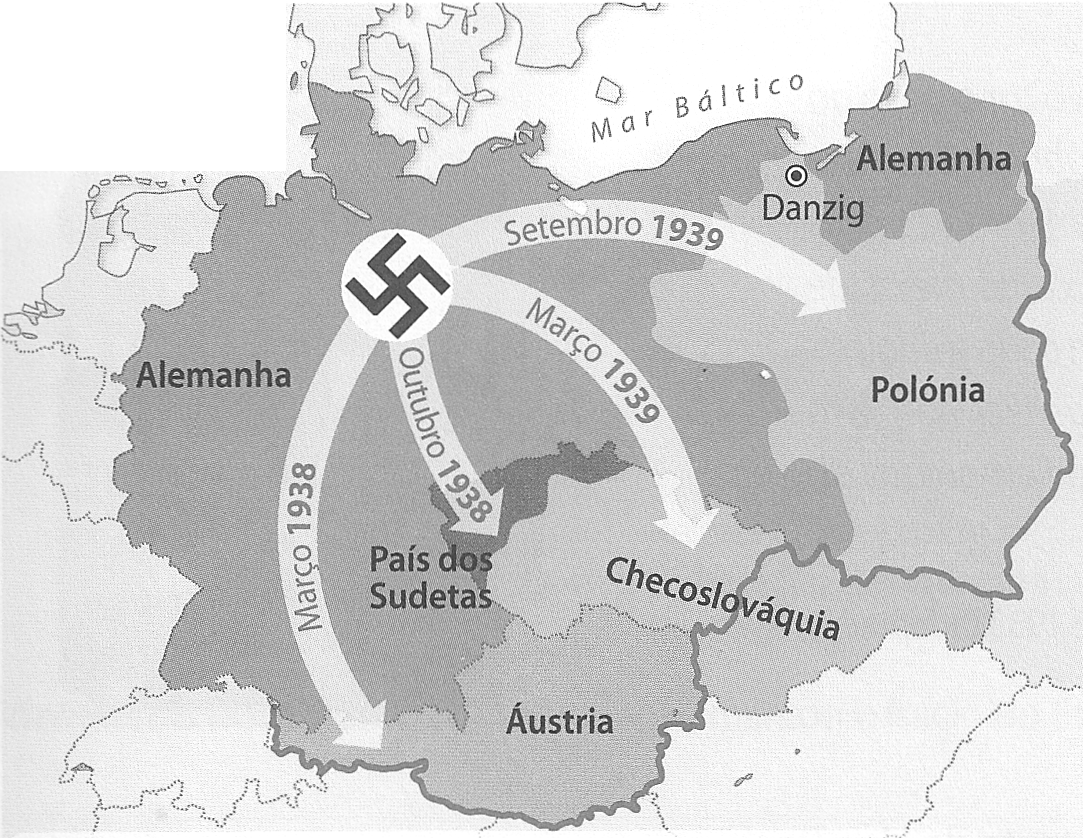 Mar Báltico
Alemanha
Danzig
Setembro 1939
Março 1939
Alemanha
Outubro 1938
Polónia
Março 1938
País dos
Sudetas
Checoslováquia
Áustria